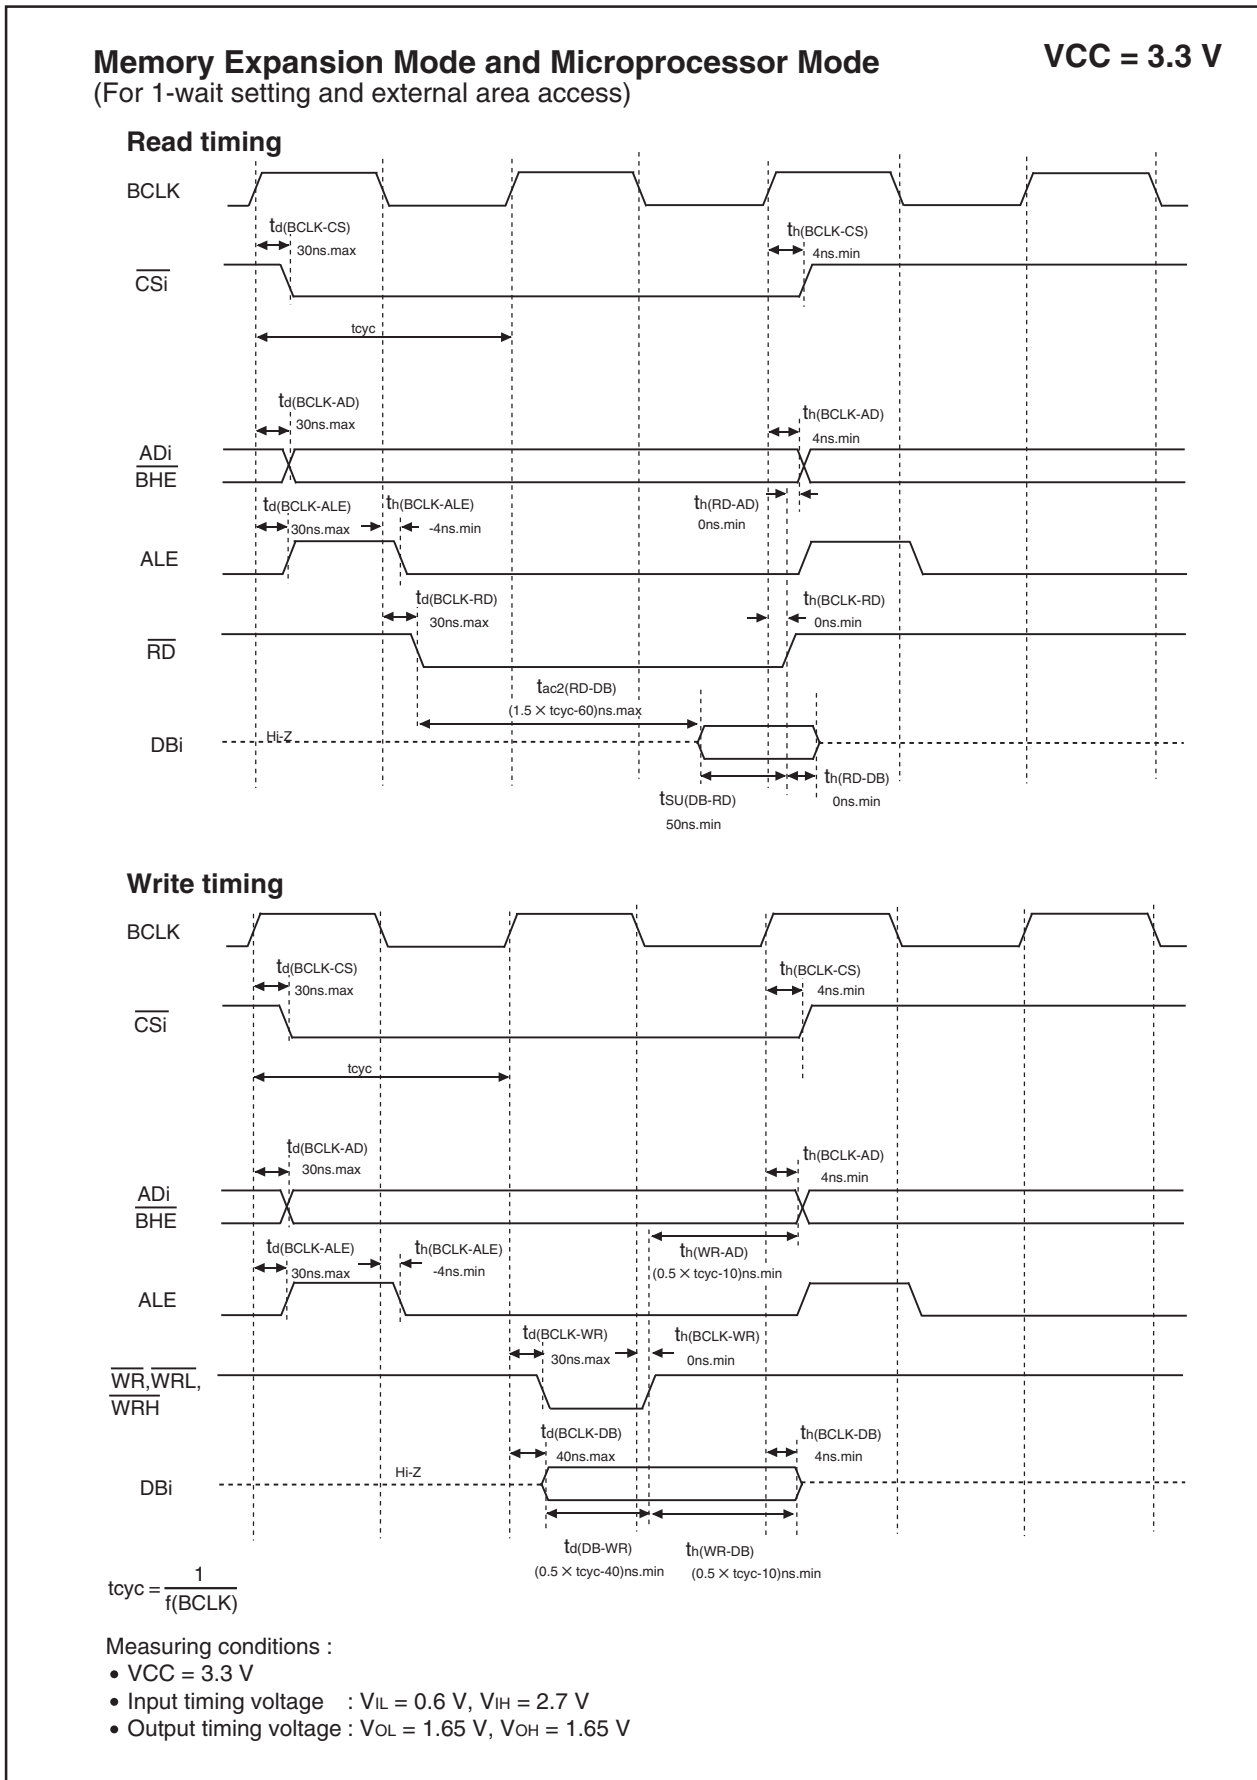 Memory Expansion Mode and Microprocessor Mode
VCC = 3.3 V
(For 1-wait setting and external area access)
Read timing
BCLK
td(BCLK-CS)
30ns.max
th(BCLK-CS)
4ns.min
CSi
tcyc
td(BCLK-AD)
30ns.max
th(BCLK-AD)
4ns.min
ADi
BHE
td(BCLK-ALE)
30ns.max
th(BCLK-ALE)
-4ns.min
th(RD-AD)
0ns.min
ALE
td(BCLK-RD)
30ns.max
th(BCLK-RD)
0ns.min
RD
tac2(RD-DB)
(1.5 × tcyc-60)ns.max
DBi
Hi-Z
tSU(DB-RD)
50ns.min
th(RD-DB)
0ns.min
Write timing
BCLK
td(BCLK-CS)
30ns.max
th(BCLK-CS)
4ns.min
CSi
tcyc
td(BCLK-AD)
30ns.max
th(BCLK-AD)
4ns.min
ADi
BHE
td(BCLK-ALE)
30ns.max
th(BCLK-ALE)
-4ns.min
th(WR-AD)
(0.5 × tcyc-10)ns.min
ALE
td(BCLK-WR)
30ns.max
th(BCLK-WR)
0ns.min
WR,WRL,
WRH
td(BCLK-DB)
40ns.max
th(BCLK-DB)
4ns.min
DBi
Hi-Z
td(DB-WR)
(0.5 × tcyc-40)ns.min
th(WR-DB)
(0.5 × tcyc-10)ns.min
tcyc = 1
f(BCLK)
Measuring conditions :
• VCC = 3.3 V
• Input timing voltage : VIL = 0.6 V, VIH = 2.7 V
• Output timing voltage : VOL = 1.65 V, VOH = 1.65 V